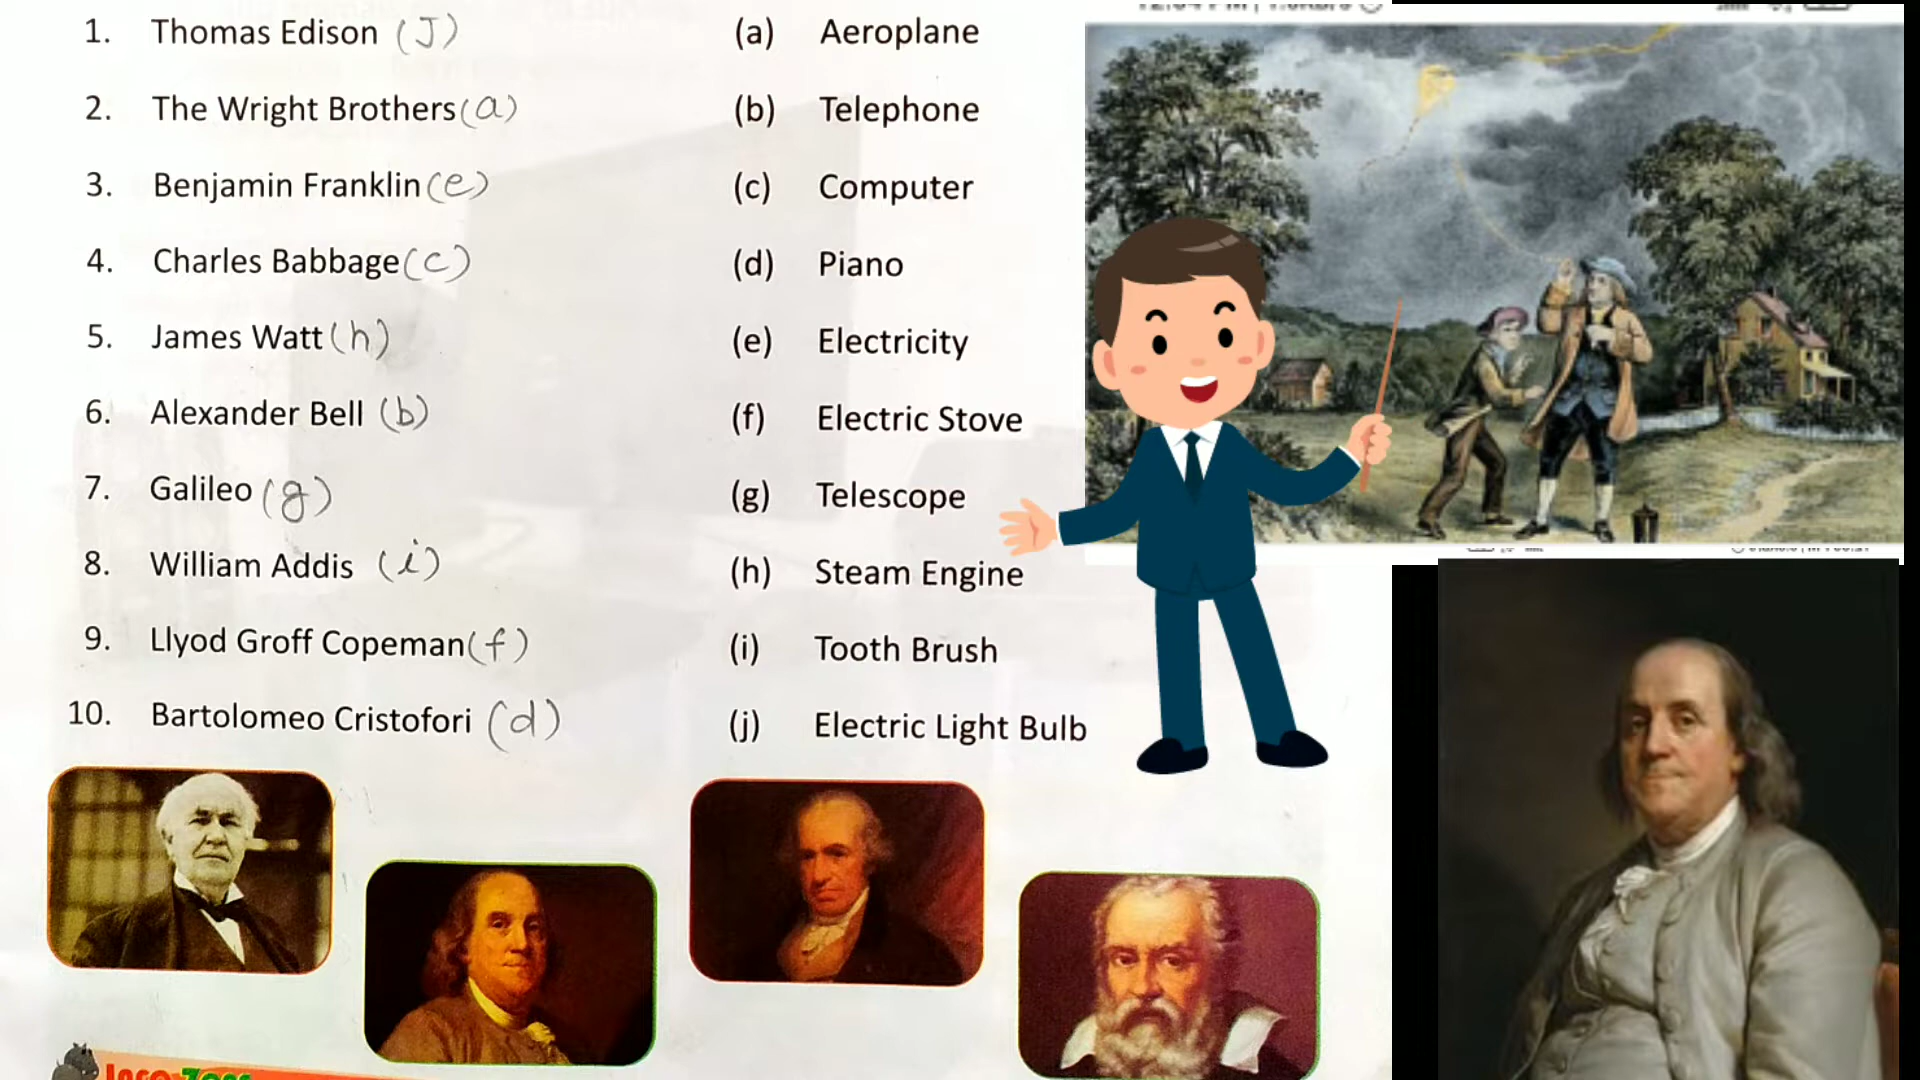 1. Thomas Edison (J)
2. The Wright Brothers (a)
3. Benjamin Franklin (e)
4. Charles Babbage (c)
5. James Watt (h)
6. Alexander Bell (b)
7. Galileo (g)
8. William Addis (i)
9. Llyod Groff Copeman (f)
10. Bartolomeo Cristofori (d)
(a) Aeroplane
(b) Telephone
(c) Computer
(d) Piano
(e) Electricity
(f) Electric Stove
(g) Telescope
(h) Steam Engine
(i) Tooth Brush
(j) Electric Light Bulb